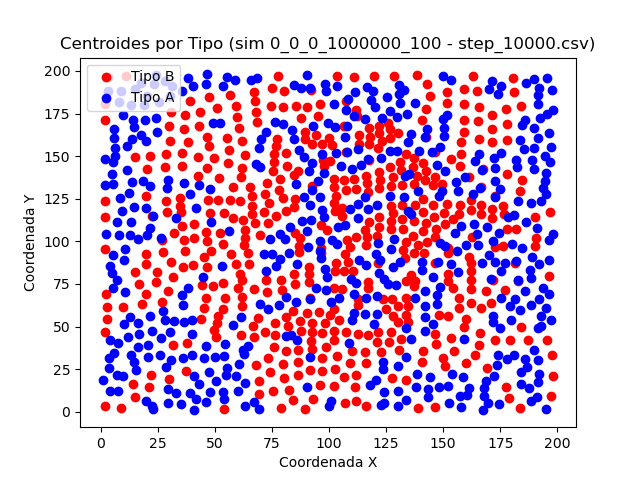 Centroides por Tipo (sim 0_0_0_1000000_100 - step_10000.csv)
Tipo B
Tipo A
200
175
150
125
100
75
50
25
0
Coordenada Y
0 25 50 75 100 125 150 175 200
Coordenada X